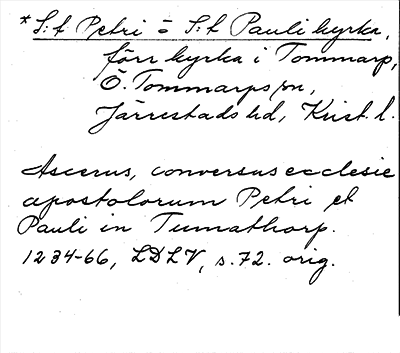 *S:t Petri o S:t Pauli kyrka,
förr kyrka i Tommarp,
Ö. Tommarps sn,
Järrestads hd, Krist. l.
Ascerus, conversus ecclesie
apostolorum Petri et
Pauli in Tumathorp.
1234-66, LDLV, s. 72. orig.